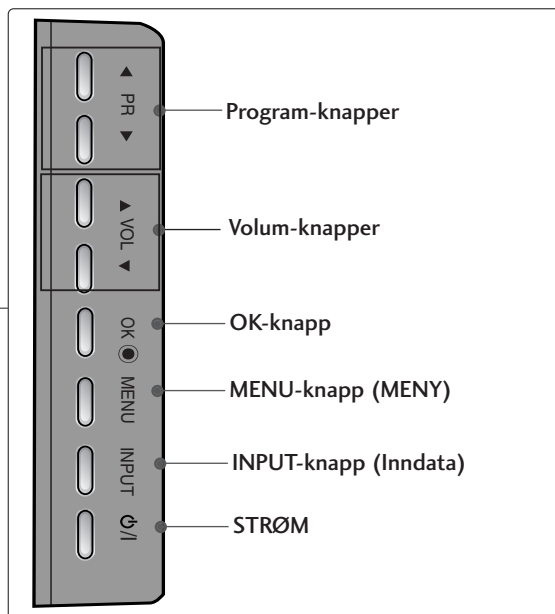 ▲ PR ▼
Program-knapper
▲ VOL ▼
Volum-knapper
OK
OK-knapp
MENU
MENU-knapp (MENY)
INPUT
INPUT-knapp (Inndata)
⏻/I
STRØM